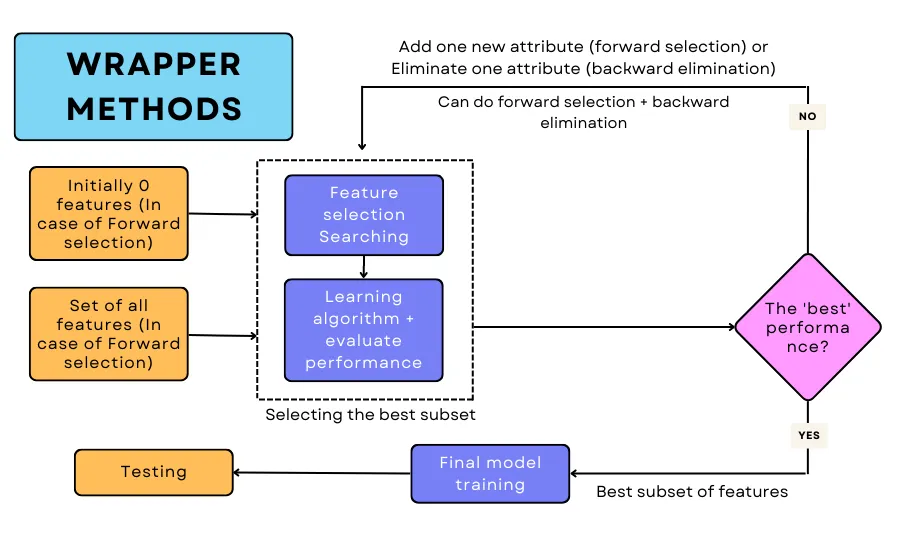 WRAPPER
METHODS
Add one new attribute (forward selection) or
Eliminate one attribute (backward elimination)
Can do forward selection + backward
elimination
NO
Initially 0
features (In
case of Forward
selection)
Feature
selection
Searching
Set of all
features (In
case of Forward
selection)
Learning
algorithm +
evaluate
performance
The 'best'
performa
nce?
Selecting the best subset
YES
Testing
Final model
training
Best subset of features